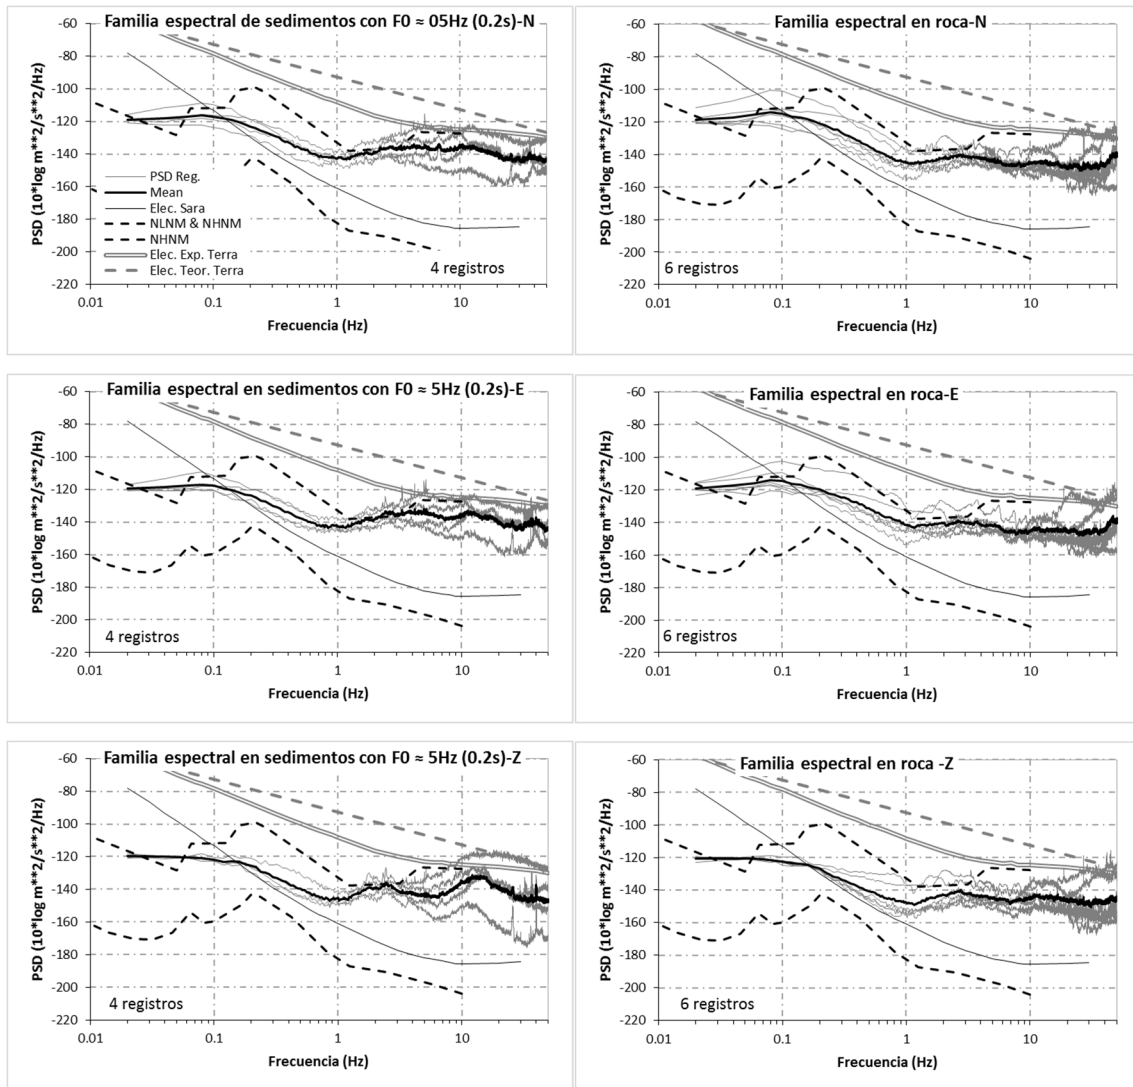 Familia espectral de sedimentos con F0 ≈ 05Hz (0.2s)-N
-60
-80
-100
-120
-140
-160
-180
-200
-220
PSD (10*log m**2/s**2/Hz)
PSD Reg.
Mean
Elec. Sara
NLNM & NHNM
NHNM
Elec. Exp. Terra
Elec. Teor. Terra
4 registros
0.01 0.1 1 10
Frecuencia (Hz)
Familia espectral en roca-N
-60
-80
-100
-120
-140
-160
-180
-200
-220
PSD (10*log m**2/s**2/Hz)
6 registros
0.01 0.1 1 10
Frecuencia (Hz)
Familia espectral en sedimentos con F0 ≈ 5Hz (0.2s)-E
-60
-80
-100
-120
-140
-160
-180
-200
-220
PSD (10*log m**2/s**2/Hz)
4 registros
0.01 0.1 1 10
Frecuencia (Hz)
Familia espectral en roca-E
-60
-80
-100
-120
-140
-160
-180
-200
-220
PSD (10*log m**2/s**2/Hz)
6 registros
0.01 0.1 1 10
Frecuencia (Hz)
Familia espectral en sedimentos con F0 ≈ 5Hz (0.2s)-Z
-60
-80
-100
-120
-140
-160
-180
-200
-220
PSD (10*log m**2/s**2/Hz)
4 registros
0.01 0.1 1 10
Frecuencia (Hz)
Familia espectral en roca -Z
-60
-80
-100
-120
-140
-160
-180
-200
-220
PSD (10*log m**2/s**2/Hz)
6 registros
0.01 0.1 1 10
Frecuencia (Hz)